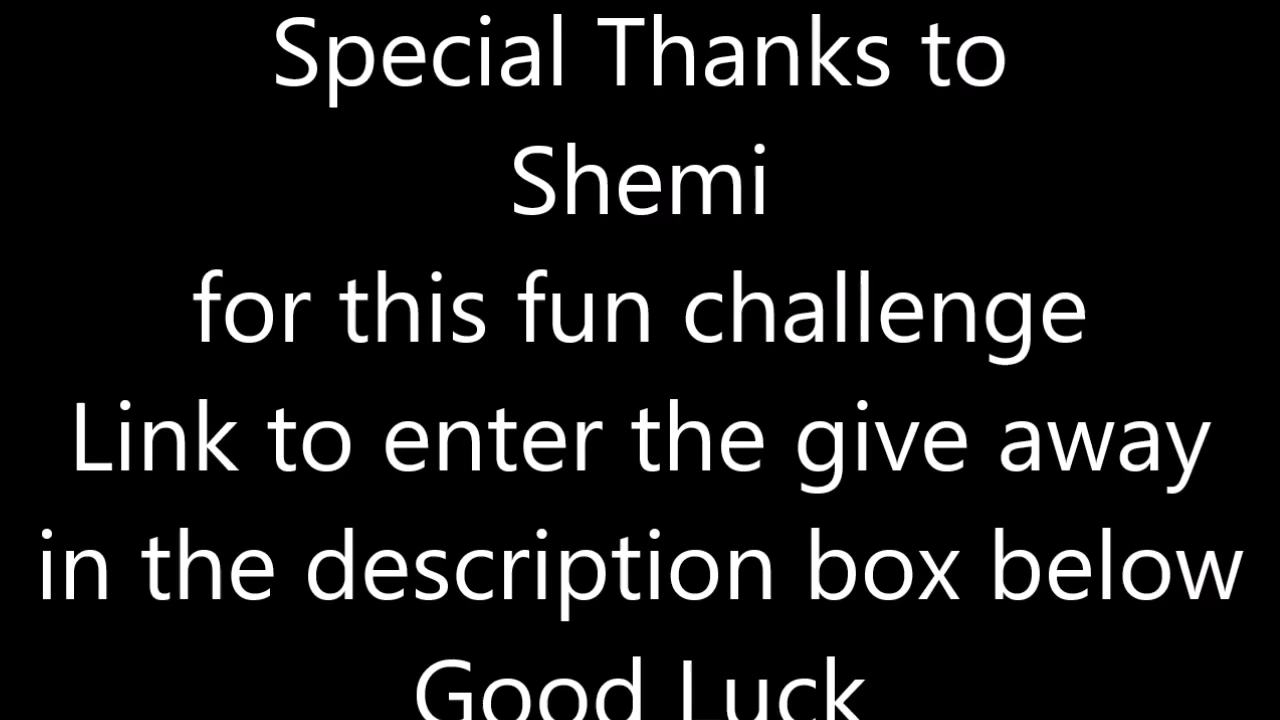 Special Thanks to
Shemi
for this fun challenge
Link to enter the give away
in the description box below
Good Luck